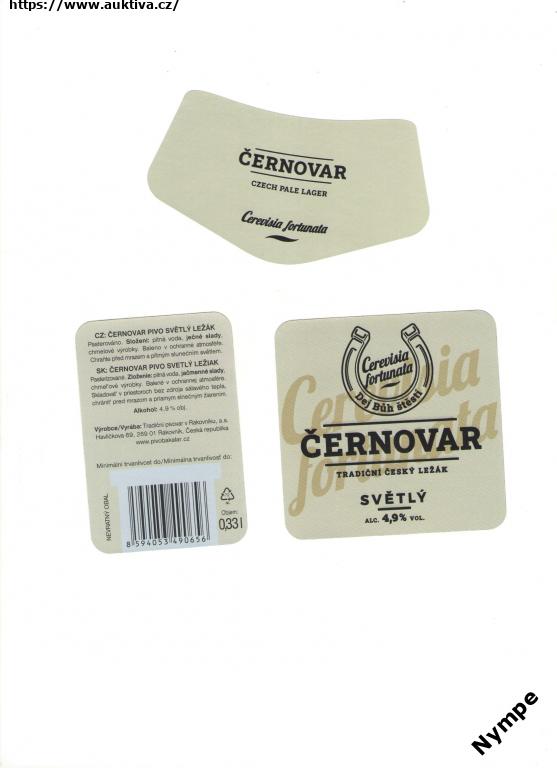 https://www.auktiva.cz/
ČERNOVAR
CZECH PALE LAGER
Cerevisia fortunata
CZ: ČERNOVAR PIVO SVĚTLÝ LEŽÁK
Pasterováno. Složení: pitná voda, ječné slady,
chmelové výrobky. Baleno v ochranné atmosféře.
Chraňte před mrazem a přímým slunečním světlem.
SK: ČERNOVAR PIVO SVETLÝ LEŽIAK
Pasterizované. Zloženie: pitná voda, jačmenné slady,
chmeľové výrobky. Balené v ochrannej atmosfére.
Skladovať v priestoroch bez zdroja sálavého tepla,
chrániť pred mrazom a priamym slnečným žiarením.
Alkohol: 4,9 % obj.
Výrobce/Výroba: Tradiční pivovar v Rakovníku, a.s.
Havlíčkova 69, 269 01 Rakovník, Česká republika
www.pivobakalar.cz
Minimální trvanlivost do/Minimálna trvanlivosť do:
NEVRATNÝ OBAL
Objem:
0,33 l
8 594053 490656
Cerevisia
fortunata
Cerevisia
fortunata
Dej Bůh štěstí
ČERNOVAR
TRADIČNÍ ČESKÝ LEŽÁK
SVĚTLÝ
ALC. 4,9% VOL.
Nympe